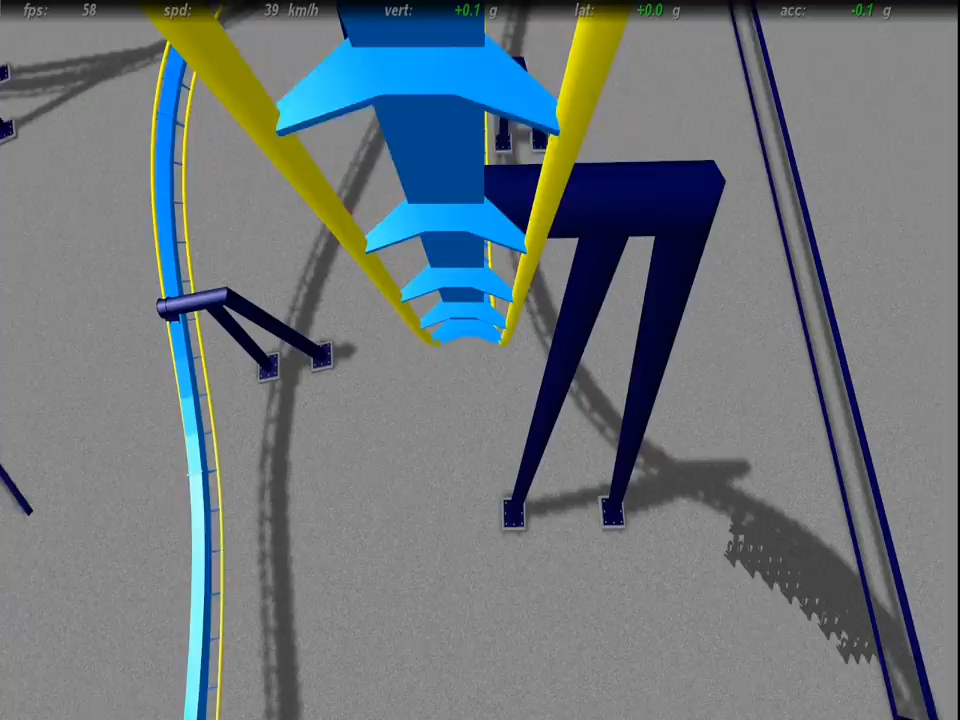 fps: 58 spd: 39 km/h vert: +0.1 g lat: +0.0 g acc: -0.1 g